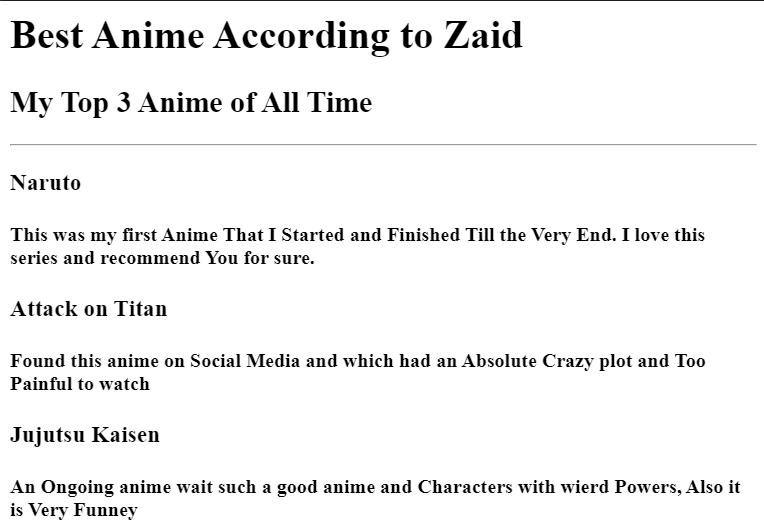 Best Anime According to Zaid
My Top 3 Anime of All Time
Naruto
This was my first Anime That I Started and Finished Till the Very End. I love this
series and recommend You for sure.
Attack on Titan
Found this anime on Social Media and which had an Absolute Crazy plot and Too
Painful to watch
Jujutsu Kaisen
An Ongoing anime wait such a good anime and Characters with wierd Powers, Also it
is Very Funney